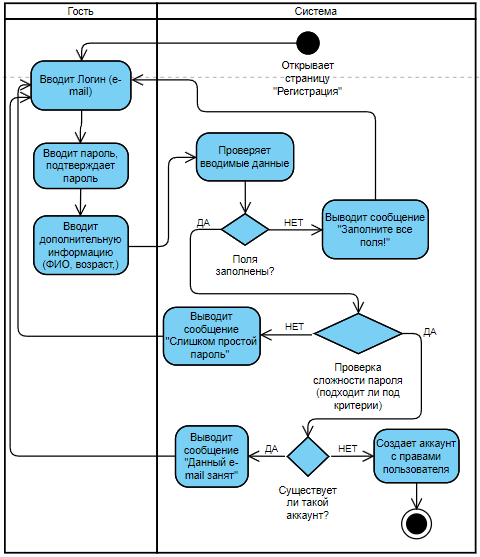 Гость
Система
Открывает
страницу
"Регистрация"
Вводит Логин (e-
mail)
Вводит пароль,
подтверждает
пароль
Проверяет
вводимые данные
Вводит
дополнительную
информацию
(ФИО, возраст,)
ДА
НЕТ
Поля
заполнены?
Выводит сообщение
"Заполните все
поля!"
Выводит
сообщение
"Слишком простой
пароль"
НЕТ
ДА
Проверка
сложности пароля
(подходит ли под
критерии)
Выводит
сообщение
"Данный e-
mail занят"
ДА
НЕТ
Существует
ли такой
аккаунт?
Создает аккаунт
с правами
пользователя